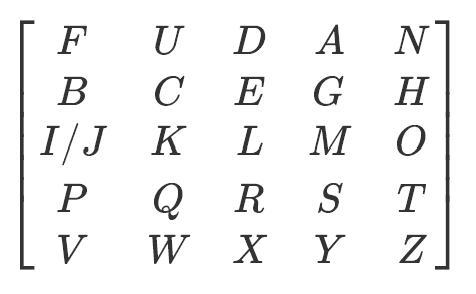 F U D A N
B C E G H
I/J K L M O
P Q R S T
V W X Y Z